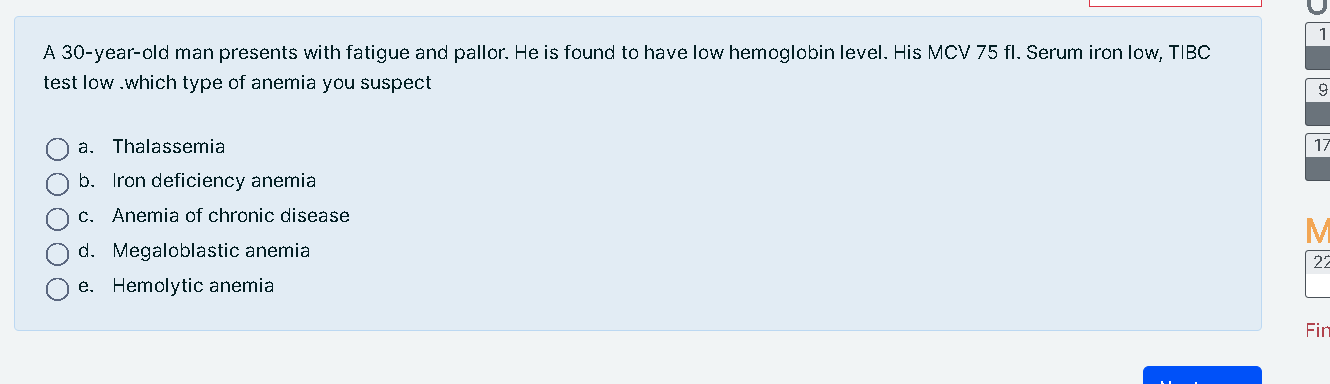 A 30-year-old man presents with fatigue and pallor. He is found to have low hemoglobin level. His MCV 75 fl. Serum iron low, TIBC
test low .which type of anemia you suspect
a. Thalassemia
b. Iron deficiency anemia
c. Anemia of chronic disease
d. Megaloblastic anemia
e. Hemolytic anemia
1
9
17
M
22
Fin